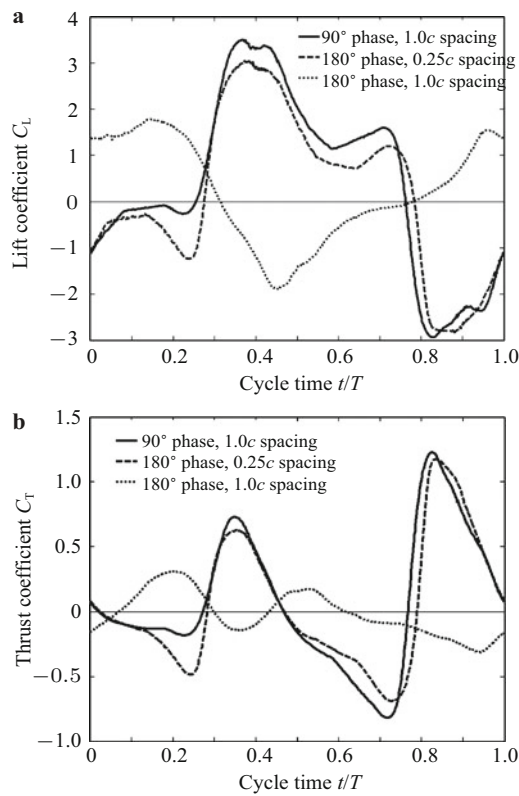 a
4
3
2
1
0
−1
−2
−3
Lift coefficient C_L
90° phase, 1.0c spacing
180° phase, 0.25c spacing
180° phase, 1.0c spacing
0 0.2 0.4 0.6 0.8 1.0
Cycle time t/T
b
1.5
1.0
0.5
0
−0.5
−1.0
Thrust coefficient C_T
90° phase, 1.0c spacing
180° phase, 0.25c spacing
180° phase, 1.0c spacing
0 0.2 0.4 0.6 0.8 1.0
Cycle time t/T